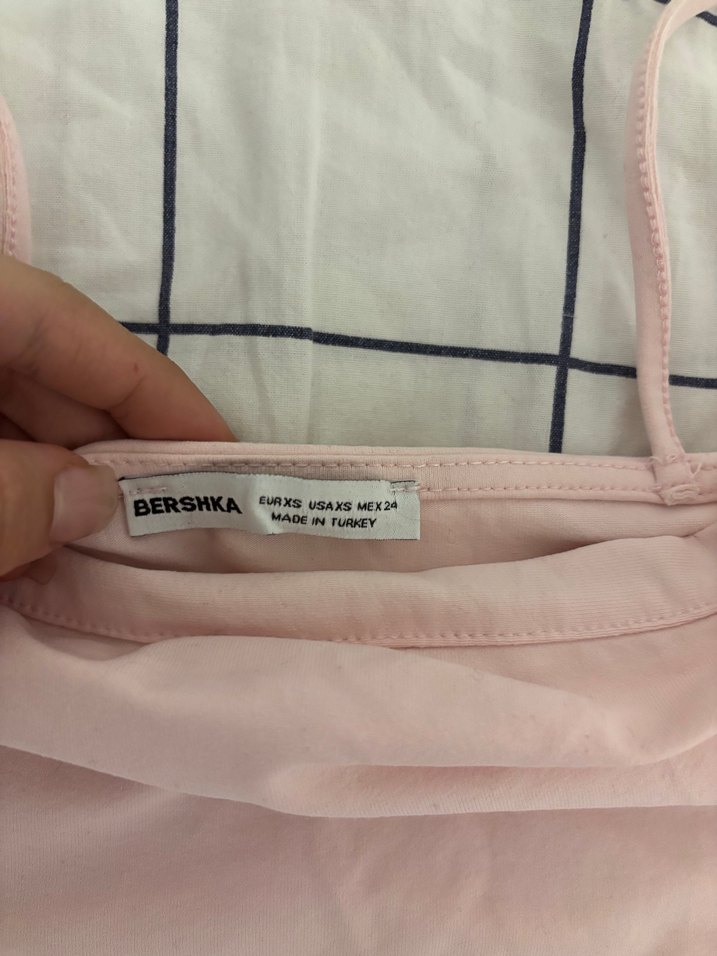 BERSHKA
EUR XS USA XS MEX 24
MADE IN TURKEY